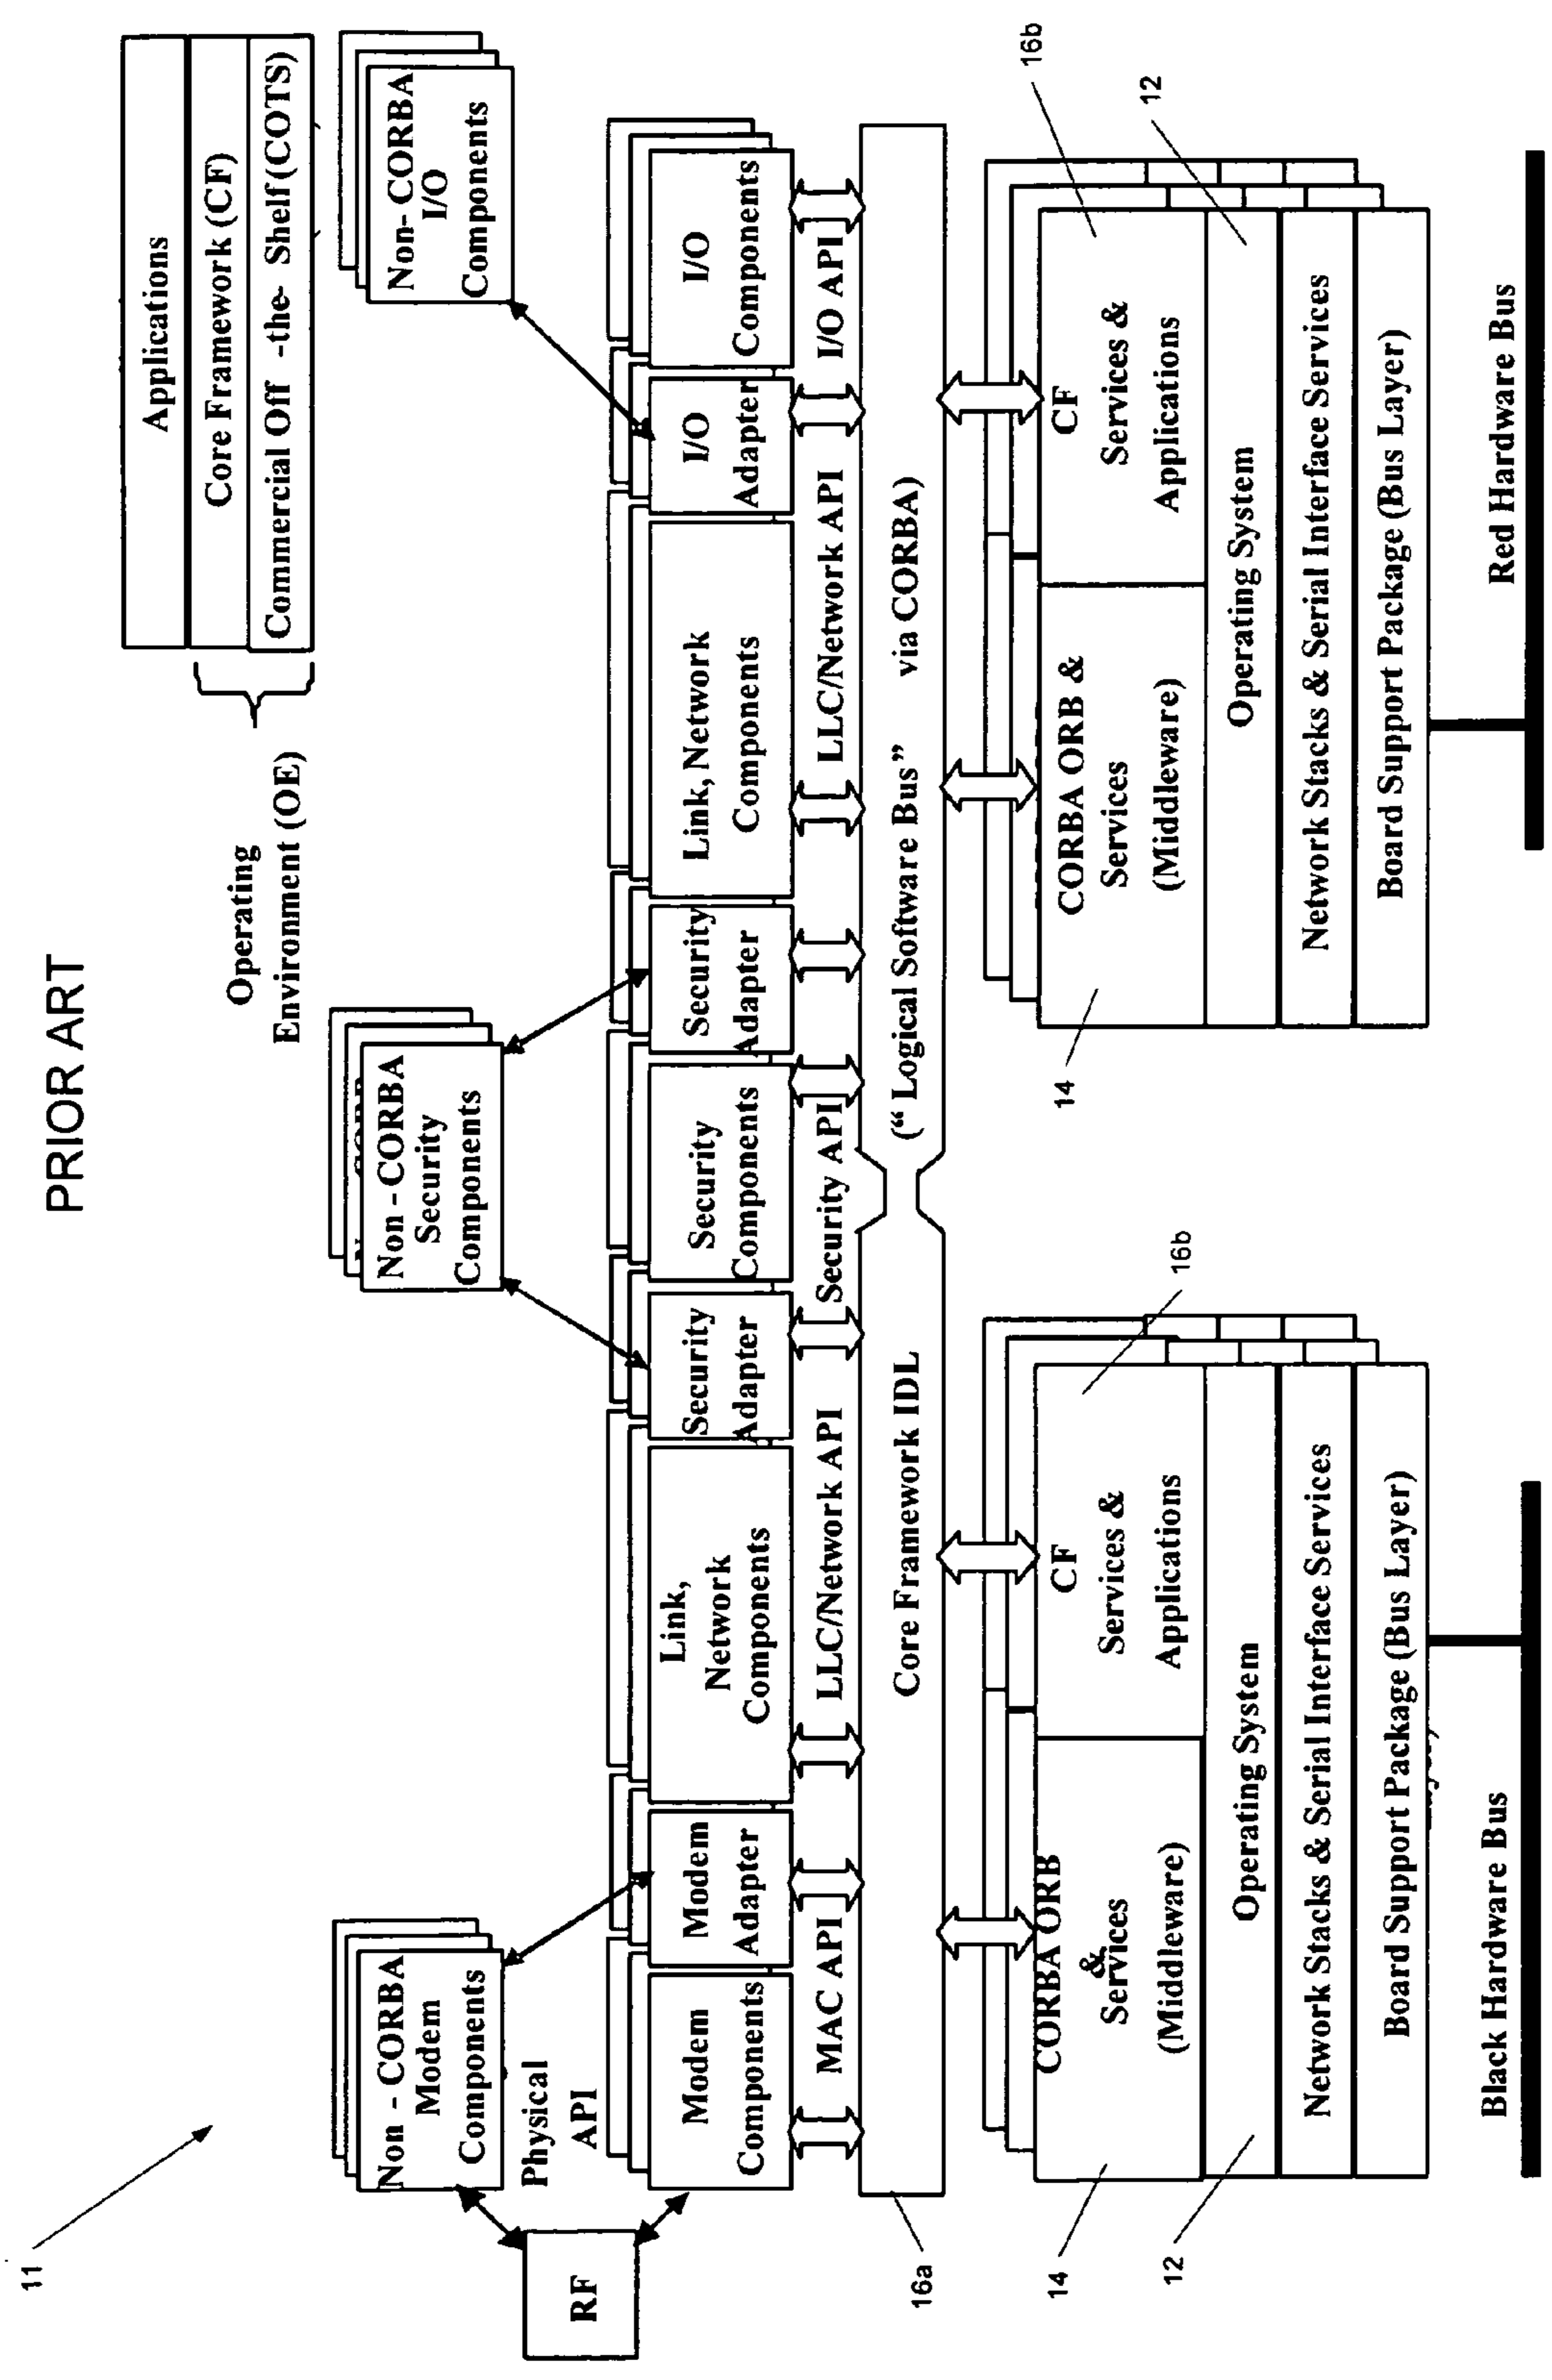 PRIOR ART
11
Applications
Core Framework (CF)
Commercial Off -the- Shelf(COTS)
Operating
Environment (OE)
Non - CORBA
Modem
Components
Non - CORBA
Security
Components
Non-CORBA
I/O
Components
RF
Physical
API
Modem
Components
Modem
Adapter
Link,
Network
Components
Security
Adapter
Security
Components
Security
Adapter
Link, Network
Components
I/O
Adapter
I/O
Components
MAC API
LLC/Network API
Security API
LLC/Network API
I/O API
16a
Core Framework IDL
(“ Logical Software Bus”
via CORBA)
14
CORBA ORB
&
Services
(Middleware)
CF
Services &
Applications
16b
12
Operating System
Network Stacks & Serial Interface Services
Board Support Package (Bus Layer)
Black Hardware Bus
14
CORBA ORB &
Services
(Middleware)
CF
Services &
Applications
16b
12
Operating System
Network Stacks & Serial Interface Services
Board Support Package (Bus Layer)
Red Hardware Bus